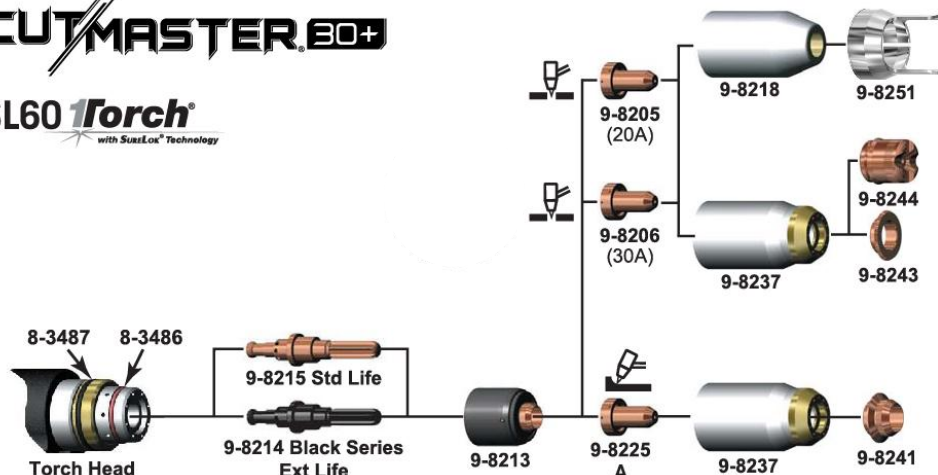 CUTMASTER® 30+
SL60 1Torch®
with SureLok® Technology
9-8205
(20A)
9-8218
9-8251
9-8206
(30A)
9-8237
9-8244
9-8243
8-3487
8-3486
9-8215 Std Life
9-8214 Black Series
Ext Life
Torch Head
9-8213
9-8225
A
9-8237
9-8241